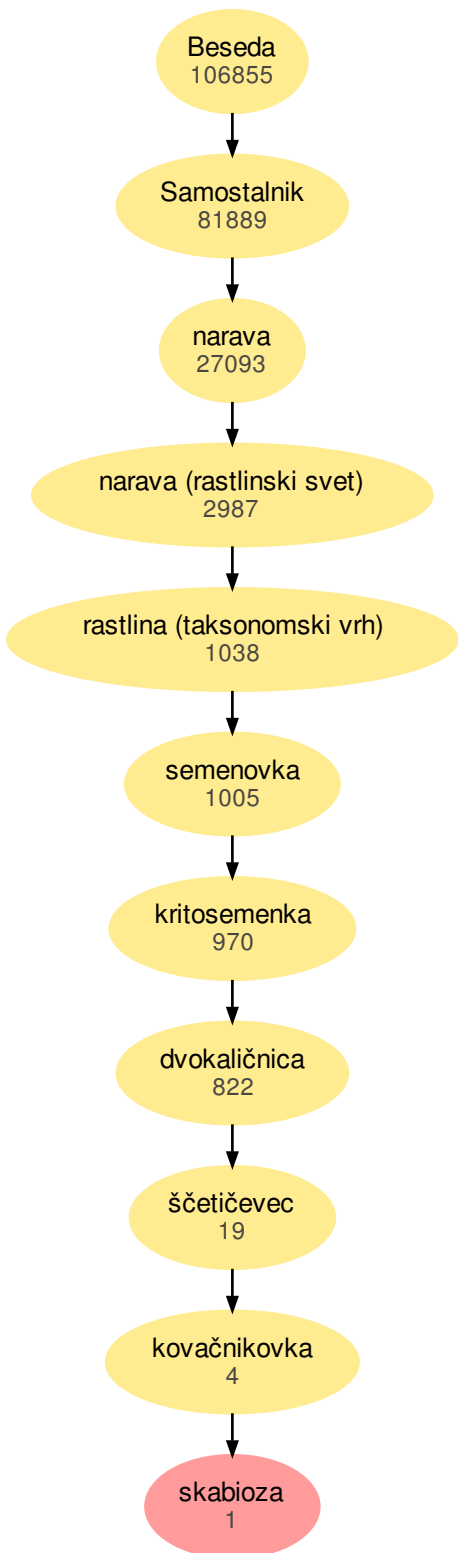 Beseda
106855
Samostalnik
81889
narava
27093
narava (rastlinski svet)
2987
rastlina (taksonomski vrh)
1038
semenovka
1005
kritosemenka
970
dvokaličnica
822
ščetičevec
19
kovačnikovka
4
skabioza
1